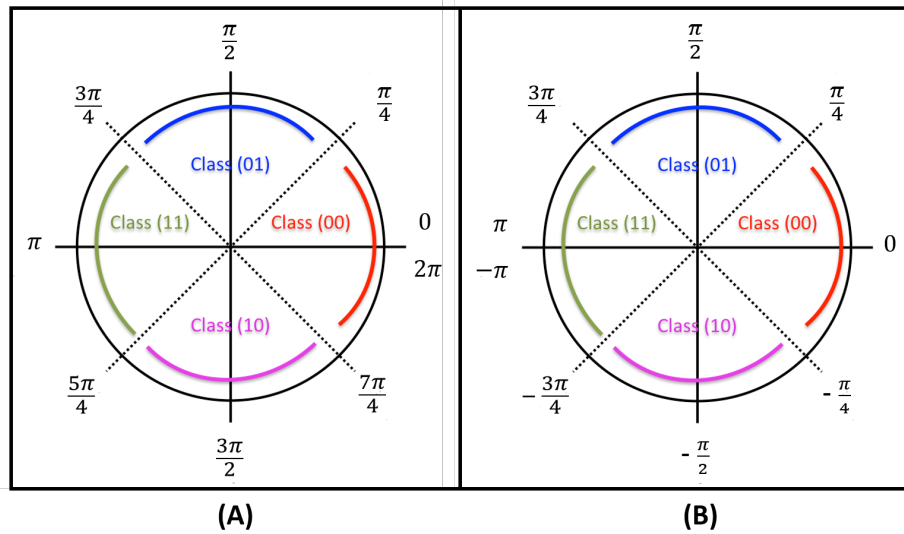 π/2
3π/4
π/4
Class (01)
Class (11)
Class (00)
0
π
2π
Class (10)
5π/4
7π/4
3π/2
(A)
π/2
3π/4
π/4
Class (01)
Class (11)
Class (00)
π
0
-π
Class (10)
- 3π/4
- π/4
- π/2
(B)